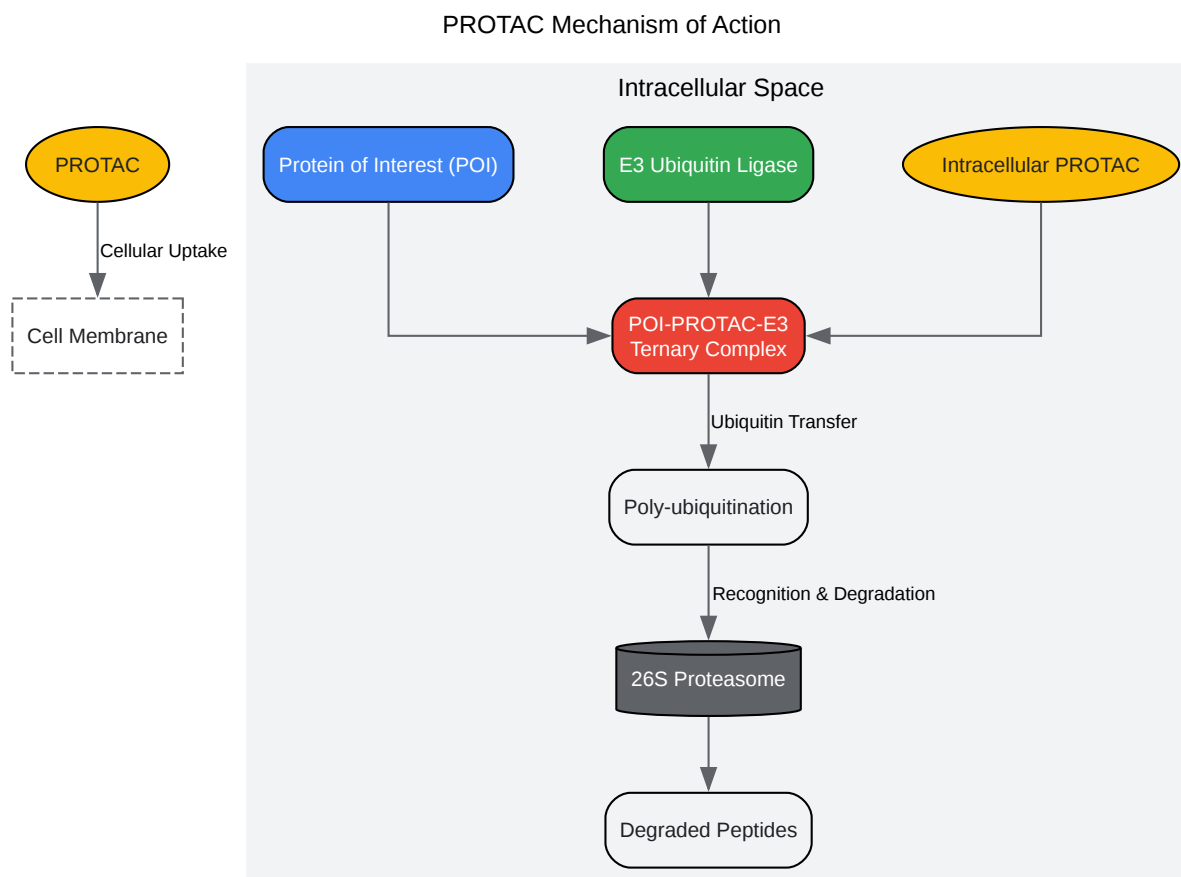 PROTAC Mechanism of Action
Intracellular Space
PROTAC
Protein of Interest (POI)
E3 Ubiquitin Ligase
Intracellular PROTAC
Cellular Uptake
Cell Membrane
POI-PROTAC-E3
Ternary Complex
Ubiquitin Transfer
Poly-ubiquitination
Recognition & Degradation
26S Proteasome
Degraded Peptides